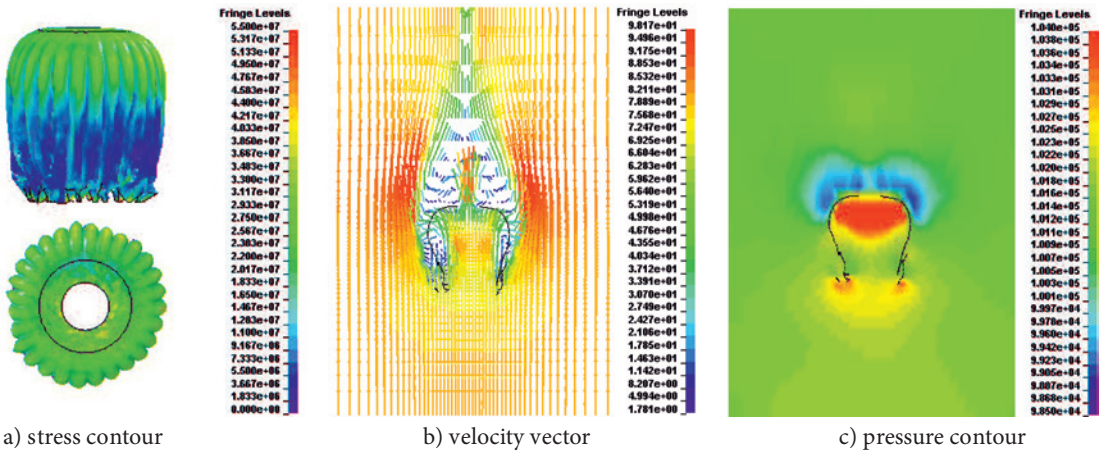 Fringe Levels
5.500e+07
5.317e+07
5.133e+07
4.950e+07
4.767e+07
4.583e+07
4.400e+07
4.217e+07
4.033e+07
3.850e+07
3.667e+07
3.483e+07
3.300e+07
3.117e+07
2.933e+07
2.750e+07
2.567e+07
2.383e+07
2.200e+07
2.017e+07
1.833e+07
1.650e+07
1.467e+07
1.283e+07
1.100e+07
9.167e+06
7.333e+06
5.500e+06
3.667e+06
1.833e+06
0.000e+00
a) stress contour
Fringe Levels
9.817e+01
9.496e+01
9.175e+01
8.853e+01
8.532e+01
8.211e+01
7.889e+01
7.568e+01
7.247e+01
6.925e+01
6.604e+01
6.283e+01
5.962e+01
5.640e+01
5.319e+01
4.998e+01
4.676e+01
4.355e+01
4.034e+01
3.712e+01
3.391e+01
3.070e+01
2.749e+01
2.427e+01
2.106e+01
1.785e+01
1.463e+01
1.142e+01
8.207e+00
4.994e+00
1.781e+00
b) velocity vector
Fringe Levels
1.040e+05
1.038e+05
1.036e+05
1.034e+05
1.033e+05
1.031e+05
1.029e+05
1.027e+05
1.025e+05
1.023e+05
1.022e+05
1.020e+05
1.018e+05
1.016e+05
1.014e+05
1.012e+05
1.011e+05
1.009e+05
1.007e+05
1.005e+05
1.003e+05
1.001e+05
9.997e+04
9.978e+04
9.960e+04
9.942e+04
9.923e+04
9.905e+04
9.887e+04
9.868e+04
9.850e+04
c) pressure contour